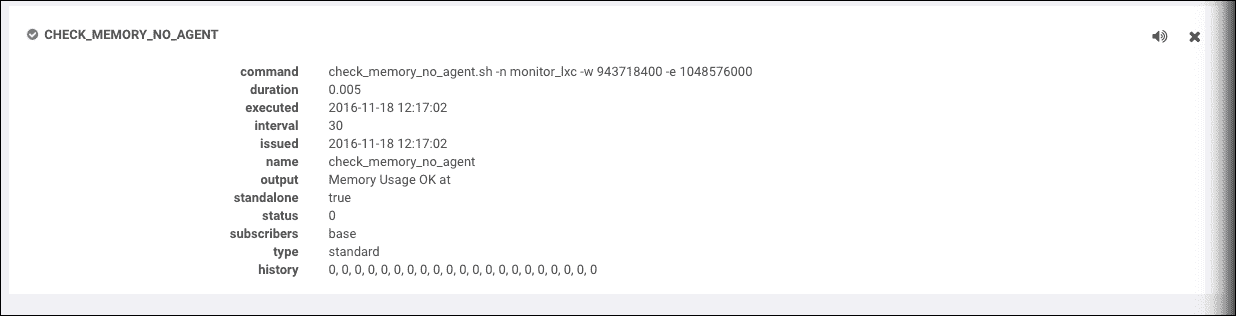 CHECK_MEMORY_NO_AGENT
command check_memory_no_agent.sh -n monitor_lxc -w 943718400 -e 1048576000
duration 0.005
executed 2016-11-18 12:17:02
interval 30
issued 2016-11-18 12:17:02
name check_memory_no_agent
output Memory Usage OK at
standalone true
status 0
subscribers base
type standard
history 0, 0, 0, 0, 0, 0, 0, 0, 0, 0, 0, 0, 0, 0, 0, 0, 0, 0, 0, 0, 0